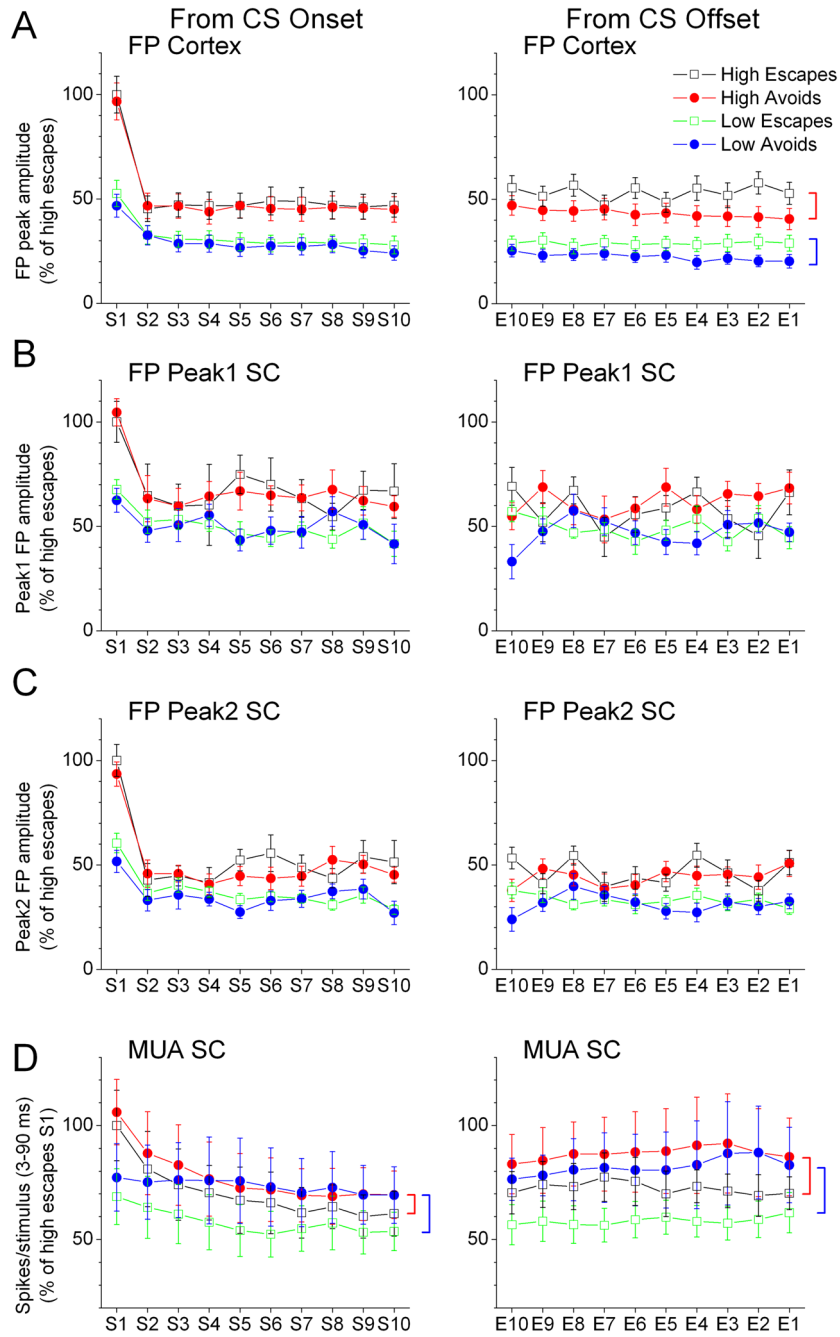 A
From CS Onset
From CS Offset
FP Cortex
FP Cortex
High Escapes
High Avoids
Low Escapes
Low Avoids
FP peak amplitude
(% of high escapes)
100
50
0
S1 S2 S3 S4 S5 S6 S7 S8 S9 S10
E10 E9 E8 E7 E6 E5 E4 E3 E2 E1
B
FP Peak1 SC
FP Peak1 SC
Peak1 FP amplitude
(% of high escapes)
100
50
0
S1 S2 S3 S4 S5 S6 S7 S8 S9 S10
E10 E9 E8 E7 E6 E5 E4 E3 E2 E1
C
FP Peak2 SC
FP Peak2 SC
Peak2 FP amplitude
(% of high escapes)
100
50
0
S1 S2 S3 S4 S5 S6 S7 S8 S9 S10
E10 E9 E8 E7 E6 E5 E4 E3 E2 E1
D
MUA SC
MUA SC
Spikes/stimulus (3-90 ms)
(% of high escapes S1)
100
50
S1 S2 S3 S4 S5 S6 S7 S8 S9 S10
E10 E9 E8 E7 E6 E5 E4 E3 E2 E1